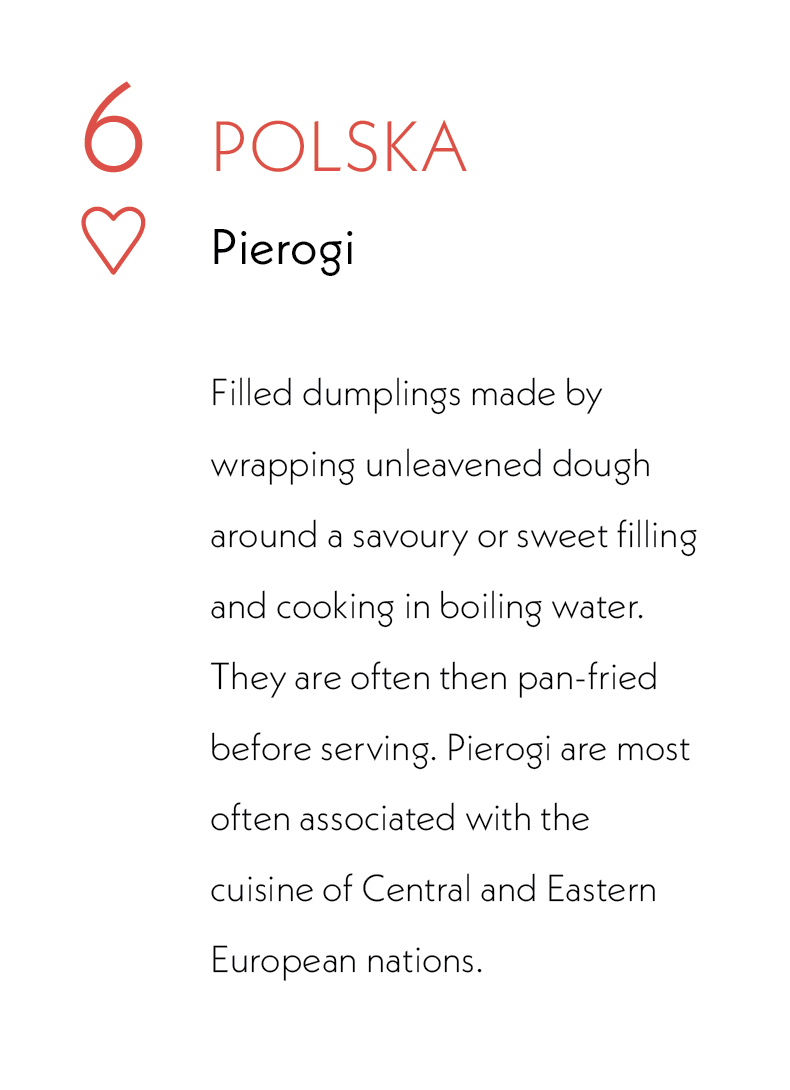 6 POLSKA
Pierogi
Filled dumplings made by
wrapping unleavened dough
around a savoury or sweet filling
and cooking in boiling water.
They are often then pan-fried
before serving. Pierogi are most
often associated with the
cuisine of Central and Eastern
European nations.